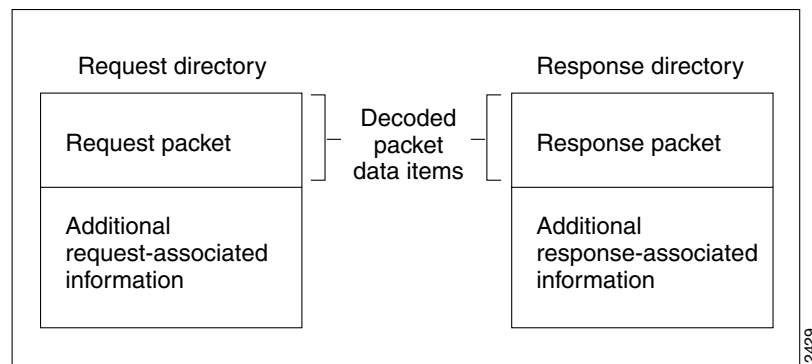 Request directory
Response directory
Request packet
Decoded
packet
data items
Response packet
Additional
request-associated
information
Additional
response-associated
information